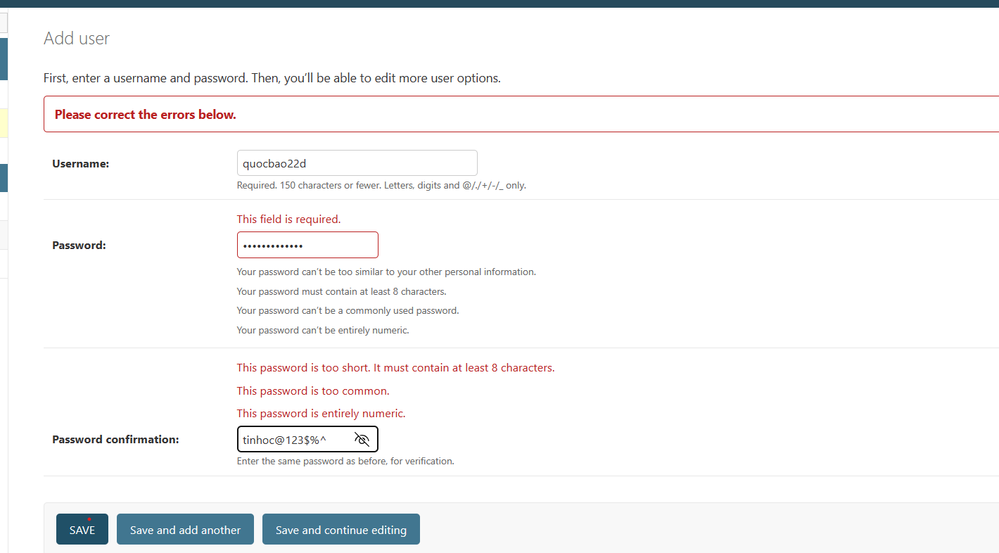 Add user
First, enter a username and password. Then, you’ll be able to edit more user options.
Please correct the errors below.
Username:
quocbao22d
Required. 150 characters or fewer. Letters, digits and @/./+/-/_ only.
This field is required.
Password:
•••••••••••••
Your password can’t be too similar to your other personal information.
Your password must contain at least 8 characters.
Your password can’t be a commonly used password.
Your password can’t be entirely numeric.
This password is too short. It must contain at least 8 characters.
This password is too common.
This password is entirely numeric.
Password confirmation:
tinhoc@123$%^
Enter the same password as before, for verification.
SAVE
Save and add another
Save and continue editing